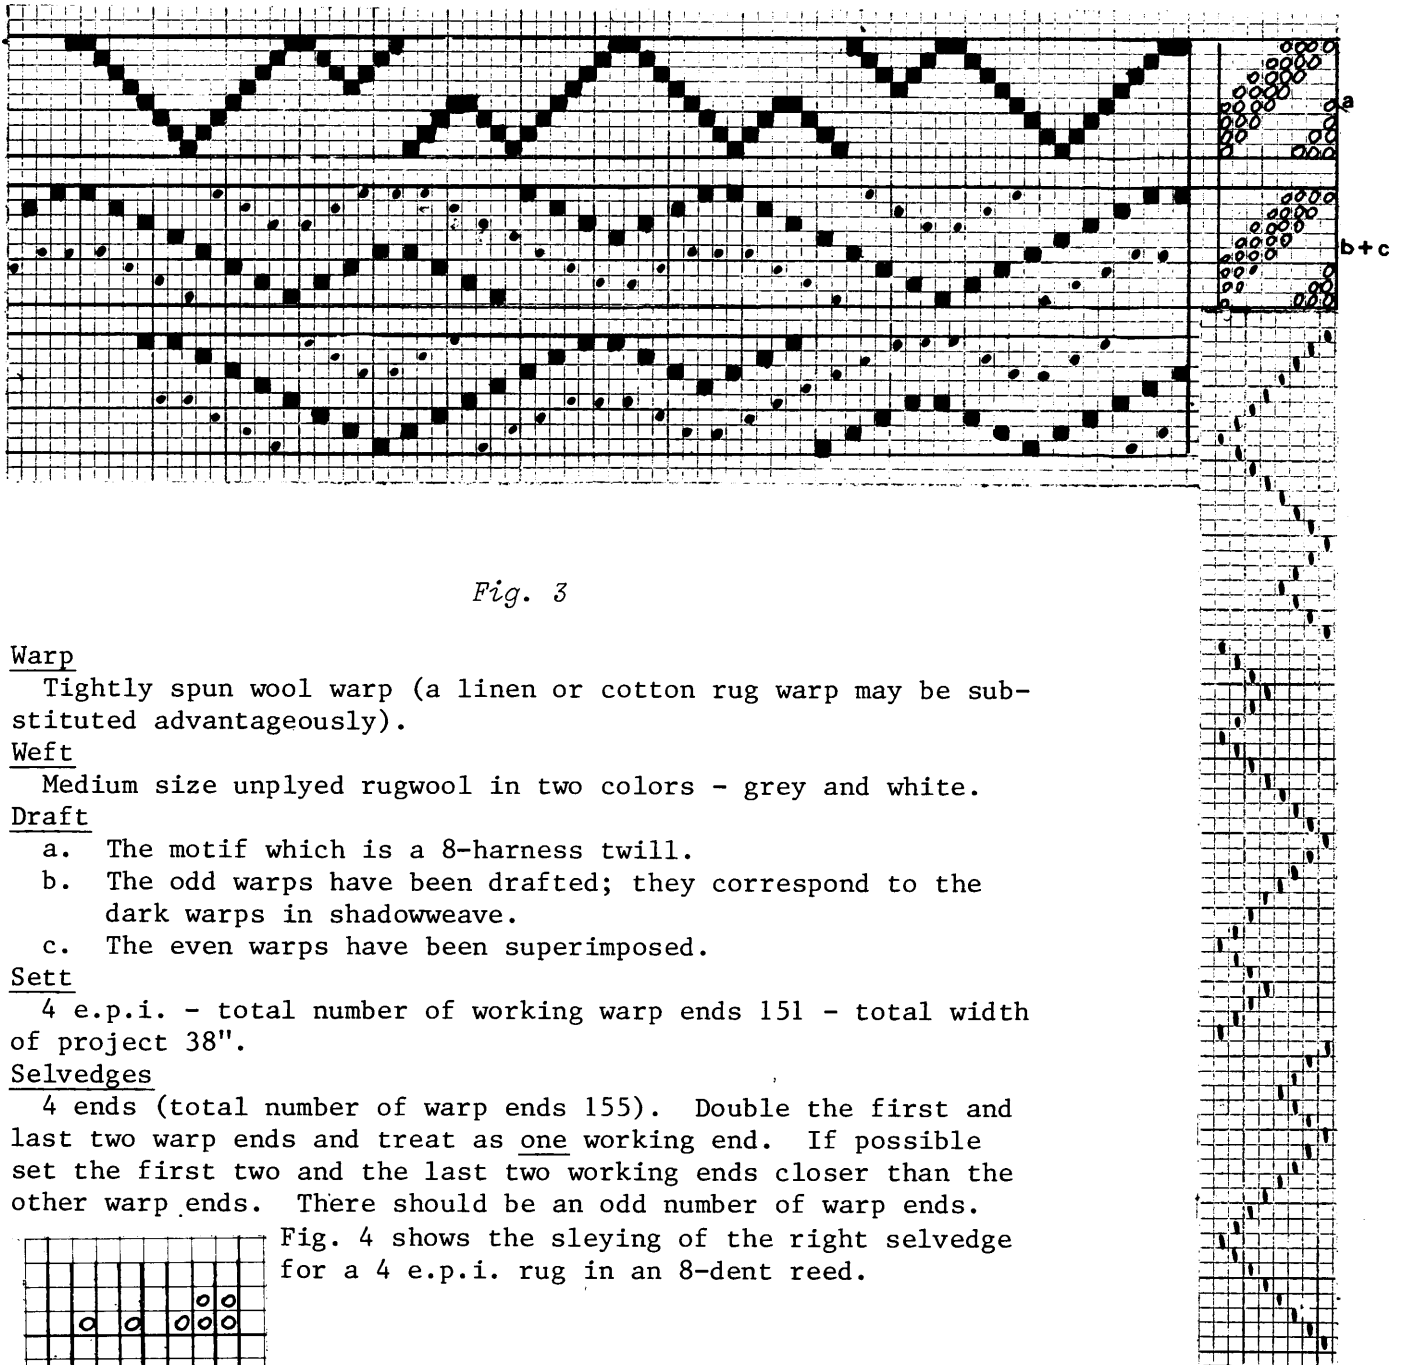 a
b + c
Fig. 3
Warp
Tightly spun wool warp (a linen or cotton rug warp may be sub-
stituted advantageously).
Weft
Medium size unplyed rugwool in two colors - grey and white.
Draft
a. The motif which is a 8-harness twill.
b. The odd warps have been drafted; they correspond to the
dark warps in shadowweave.
c. The even warps have been superimposed.
Sett
4 e.p.i. - total number of working warp ends 151 - total width
of project 38".
Selvedges
4 ends (total number of warp ends 155). Double the first and
last two warp ends and treat as one working end. If possible
set the first two and the last two working ends closer than the
other warp ends. There should be an odd number of warp ends.
Fig. 4 shows the sleying of the right selvedge
for a 4 e.p.i. rug in an 8-dent reed.